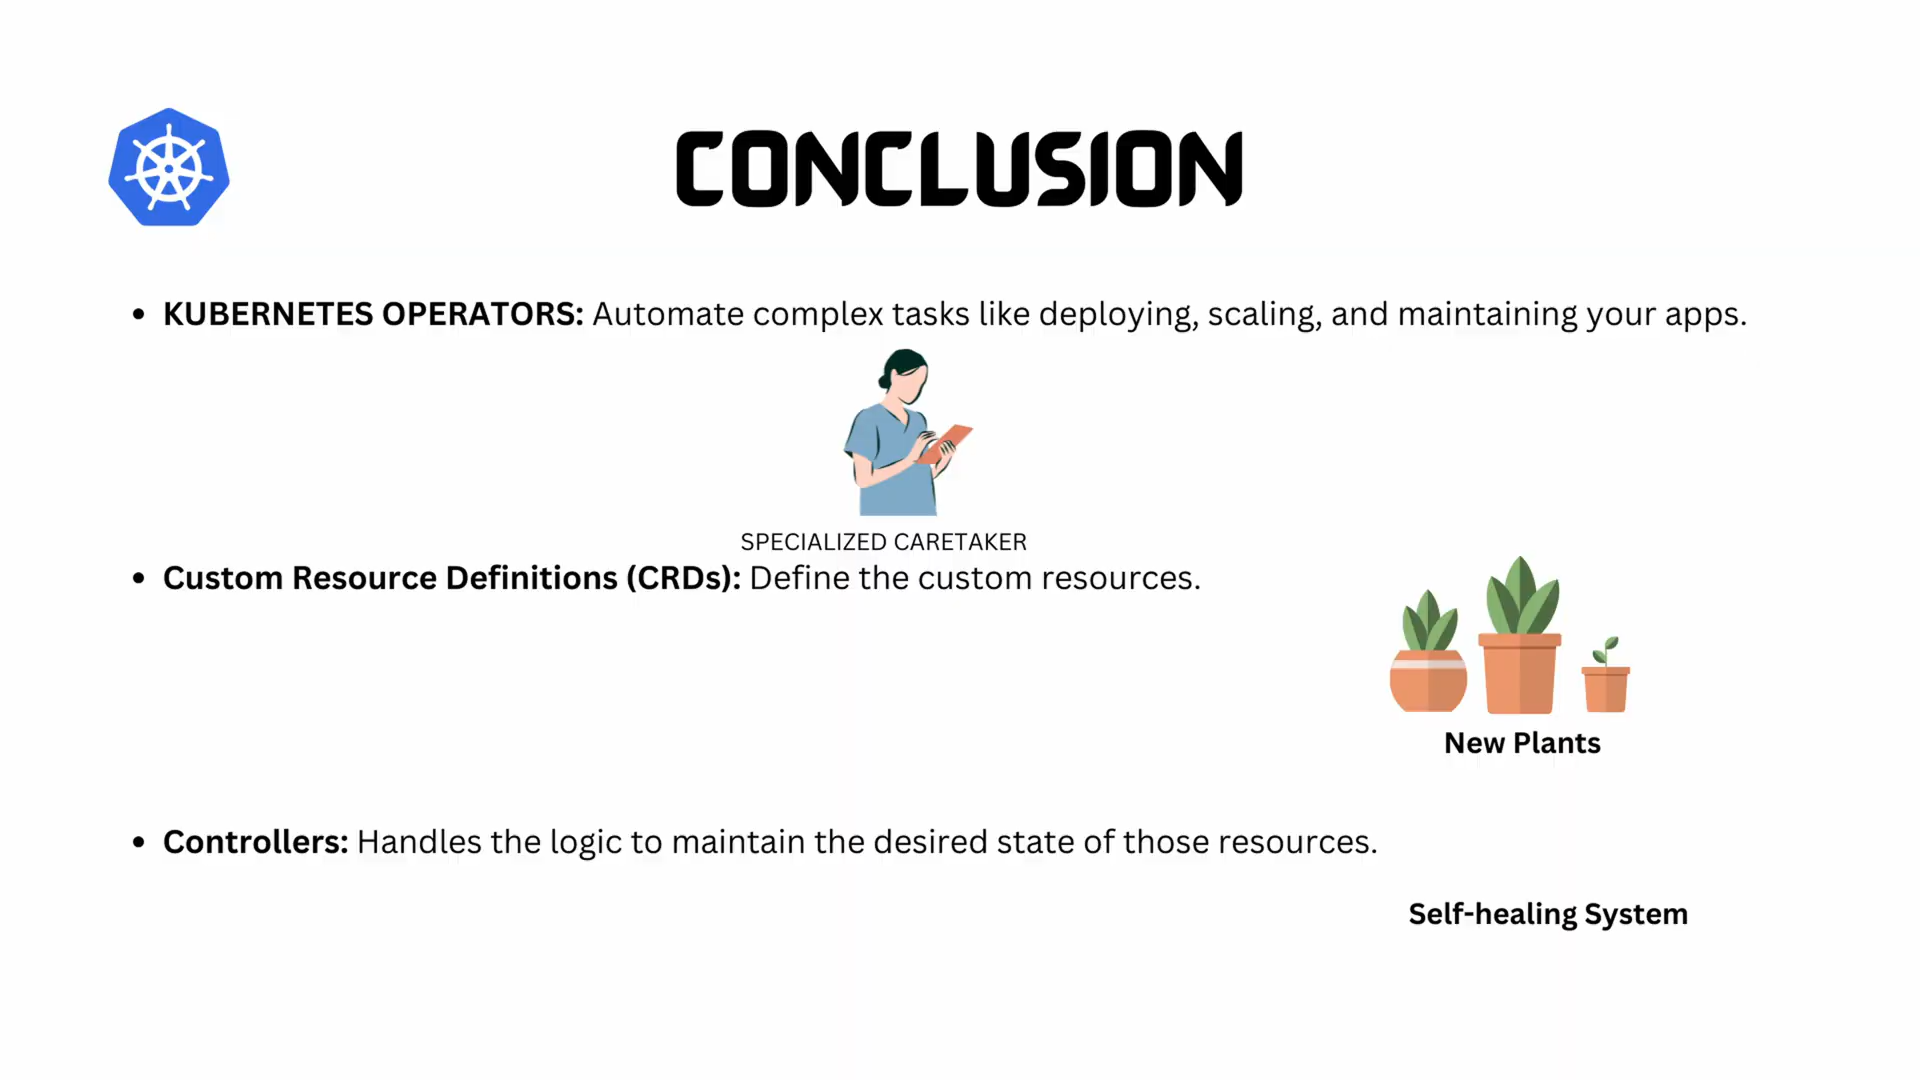 CONCLUSION
• KUBERNETES OPERATORS: Automate complex tasks like deploying, scaling, and maintaining your apps.
SPECIALIZED CARETAKER
• Custom Resource Definitions (CRDs): Define the custom resources.
New Plants
• Controllers: Handles the logic to maintain the desired state of those resources.
Self-healing System